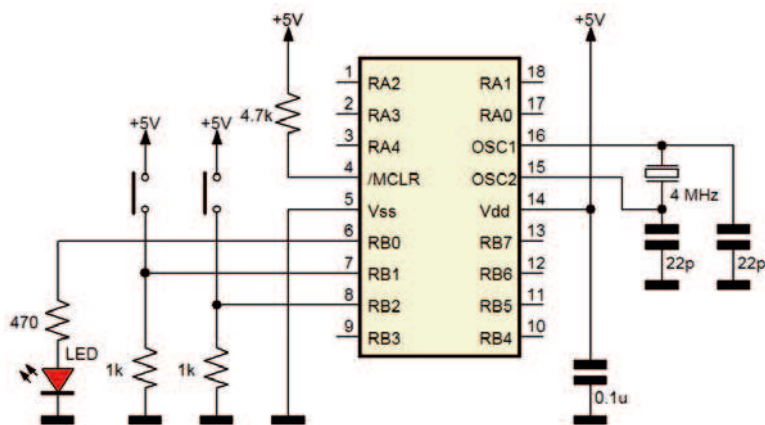 +5V +5V
1 RA2 RA1 18
2 RA3 RA0 17
4.7k
+5V +5V
3 RA4 OSC1 16
4 /MCLR OSC2 15
4 MHz
5 Vss Vdd 14
6 RB0 RB7 13
7 RB1 RB6 12
22p 22p
8 RB2 RB5 11
470
9 RB3 RB4 10
LED
1k 1k
0.1u